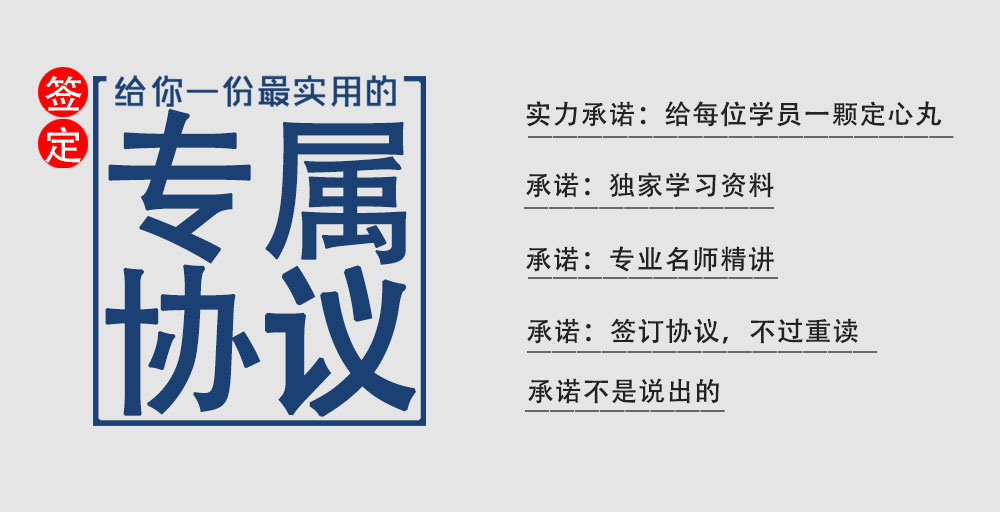 签定
给你一份最实用的
专属
协议
实力承诺：给每位学员一颗定心丸
承诺：独家学习资料
承诺：专业名师精讲
承诺：签订协议，不过重读
承诺不是说出的